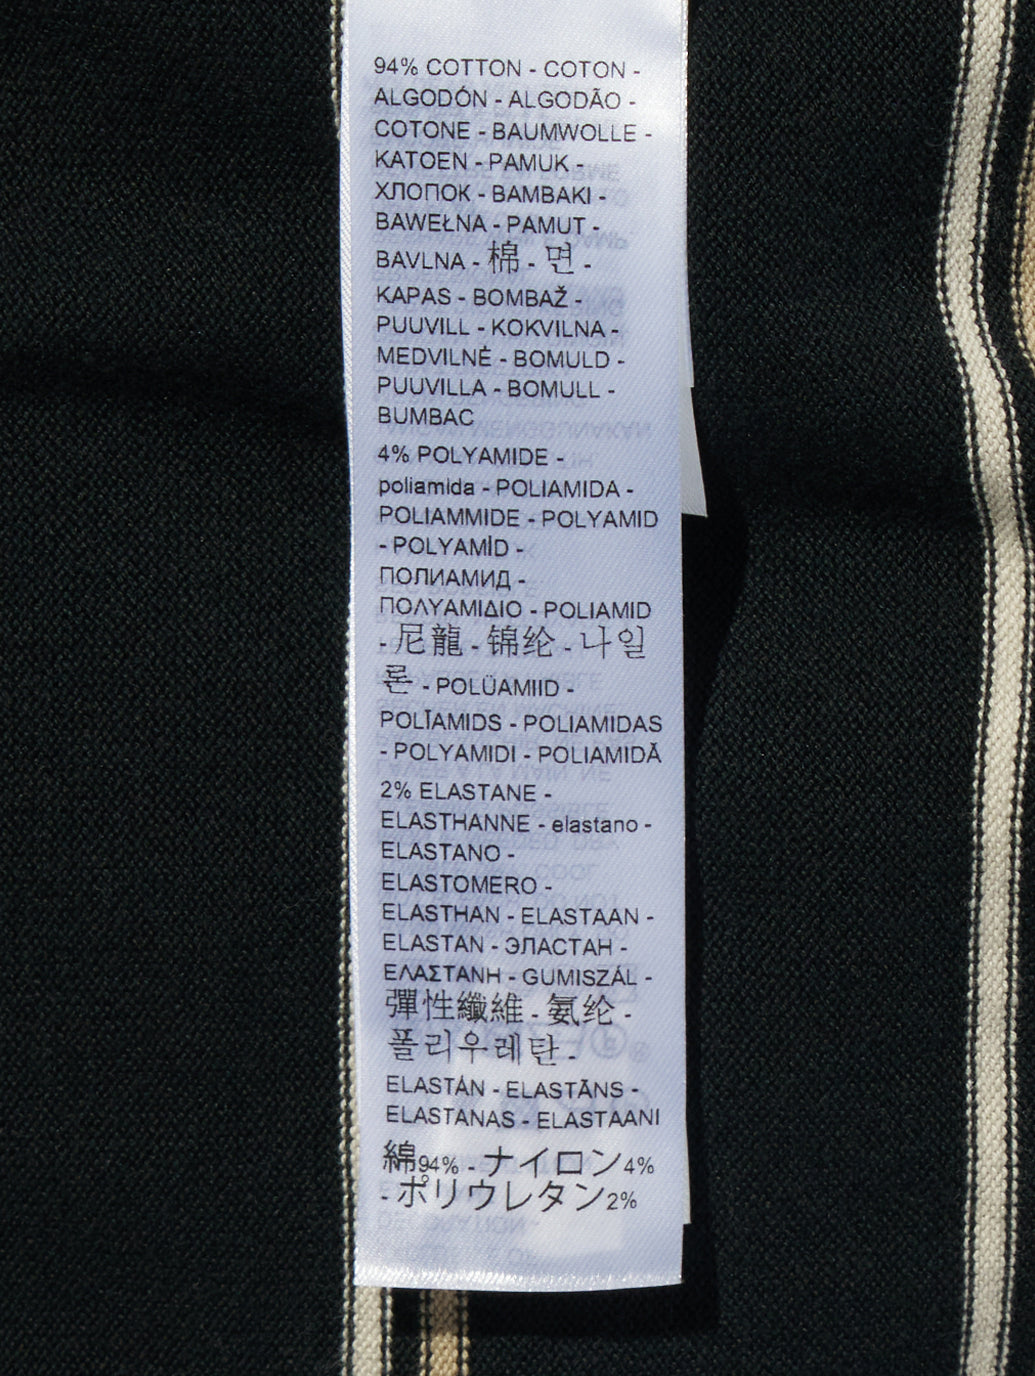 94% COTTON - COTON -
ALGODÓN - ALGODÃO -
COTONE - BAUMWOLLE -
KATOEN - PAMUK -
ХЛОПОК - BAMBAKI -
BAWEŁNA - PAMUT -
BAVLNA - 棉 - 면 -
KAPAS - BOMBAŽ -
PUUVILL - KOKVILNA -
MEDVILNĖ - BOMULD -
PUUVILLA - BOMULL -
BUMBAC
4% POLYAMIDE -
poliamida - POLIAMIDA -
POLIAMMIDE - POLYAMID
- POLYAMİD -
ПОЛИАМИД -
ΠΟΛΥΑΜΙΔΙΟ - POLIAMID
- 尼龍 - 锦纶 - 나일
론 - POLÜAMIID -
POLĪAMIDS - POLIAMIDAS
- POLYAMIDI - POLIAMIDĂ
2% ELASTANE -
ELASTHANNE - elastano -
ELASTANO -
ELASTOMERO -
ELASTHAN - ELASTAAN -
ELASTAN - ЭЛАСТАН -
ΕΛΑΣΤΑΝΗ - GUMISZÁL -
彈性纖維 - 氨纶 -
폴리우레탄 -
ELASTÁN - ELASTĀNS -
ELASTANAS - ELASTAANI
綿94% - ナイロン4%
- ポリウレタン2%